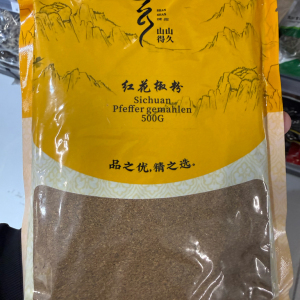 山山
得久
红花椒粉
Sichuan
Pfeffer gemahlen
500G
品之优,精之选。